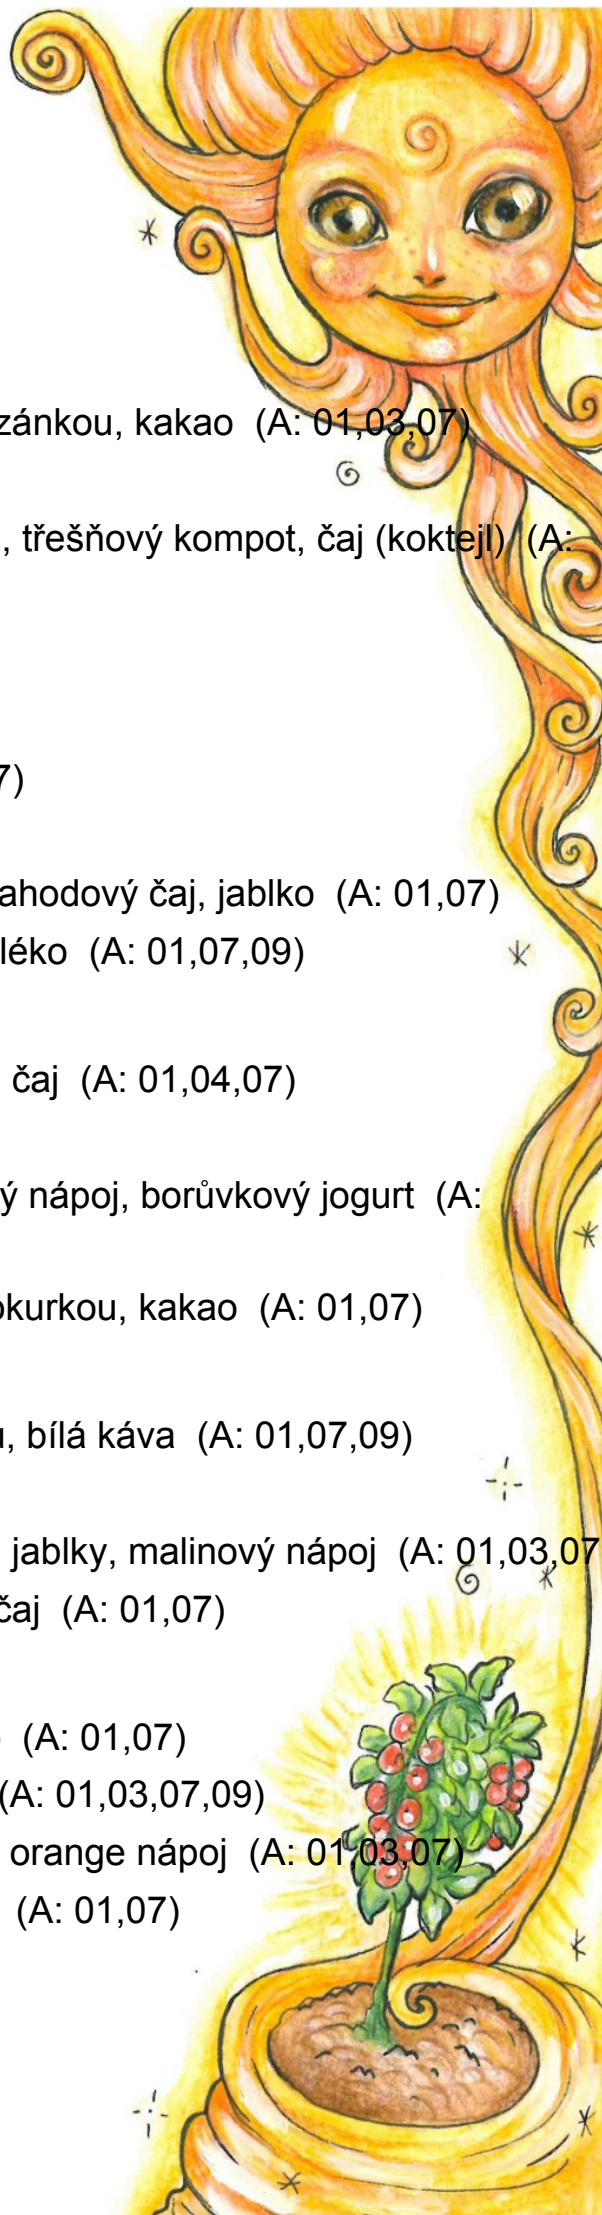 zánkou, kakao (A: 01,03,07)
, třešňový kompot, čaj (koktejl) (A:
7)
ahodový čaj, jablko (A: 01,07)
léko (A: 01,07,09)
čaj (A: 01,04,07)
ý nápoj, borůvkový jogurt (A:
okurkou, kakao (A: 01,07)
, bílá káva (A: 01,07,09)
jablky, malinový nápoj (A: 01,03,07
čaj (A: 01,07)
(A: 01,07)
(A: 01,03,07,09)
orange nápoj (A: 01,03,07)
(A: 01,07)